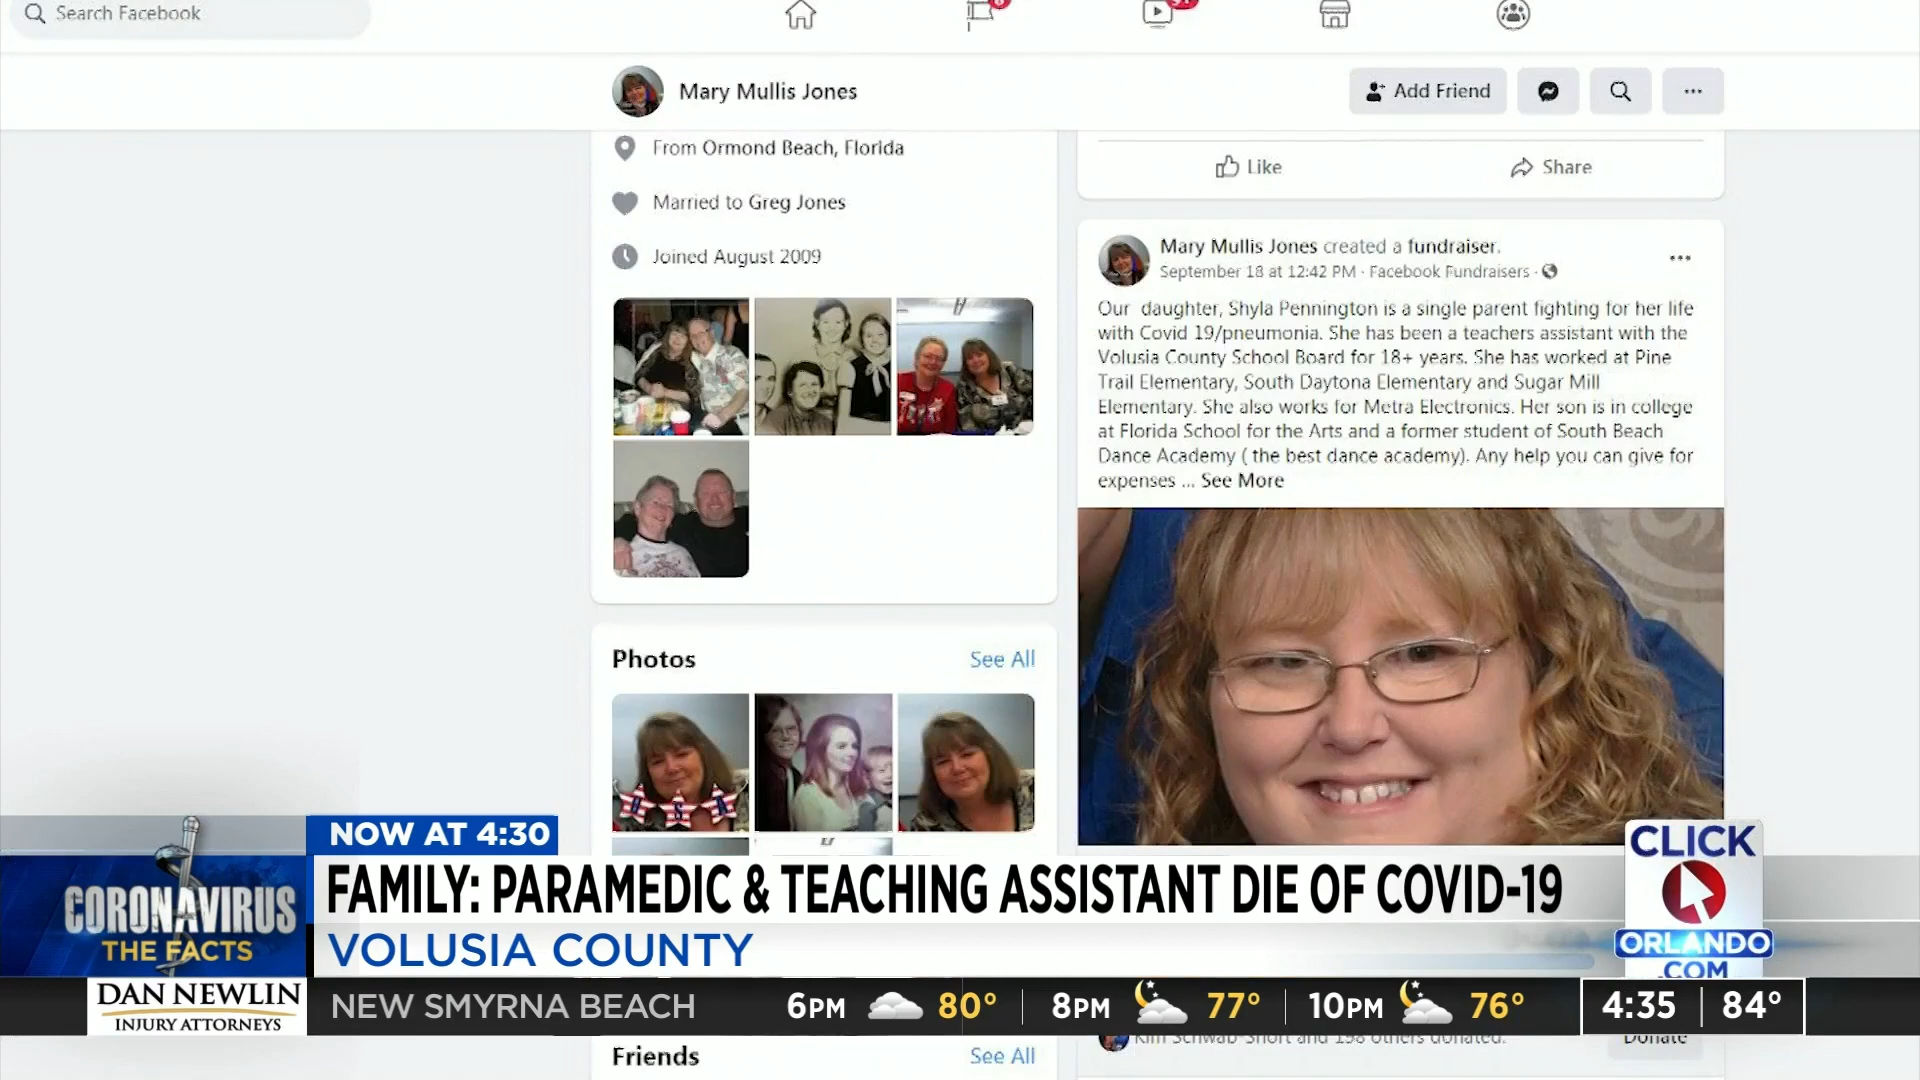 Search Facebook
Mary Mullis Jones
Add Friend
From Ormond Beach, Florida
Married to Greg Jones
Joined August 2009
Photos
See All
Friends
See All
Like
Share
Mary Mullis Jones created a fundraiser.
September 18 at 12:42 PM · Facebook Fundraisers ·
Our daughter, Shyla Pennington is a single parent fighting for her life
with Covid 19/pneumonia. She has been a teachers assistant with the
Volusia County School Board for 18+ years. She has worked at Pine
Trail Elementary, South Daytona Elementary and Sugar Mill
Elementary. She also works for Metra Electronics. Her son is in college
at Florida School for the Arts and a former student of South Beach
Dance Academy ( the best dance academy). Any help you can give for
expenses ... See More
Kim Schwab-Short and 198 others donated.
Donate
NOW AT 4:30
FAMILY: PARAMEDIC & TEACHING ASSISTANT DIE OF COVID-19
VOLUSIA COUNTY
CORONAVIRUS
THE FACTS
CLICK
ORLANDO
.COM
DAN NEWLIN
INJURY ATTORNEYS
NEW SMYRNA BEACH
6PM 80°
8PM 77°
10PM 76°
4:35
84°